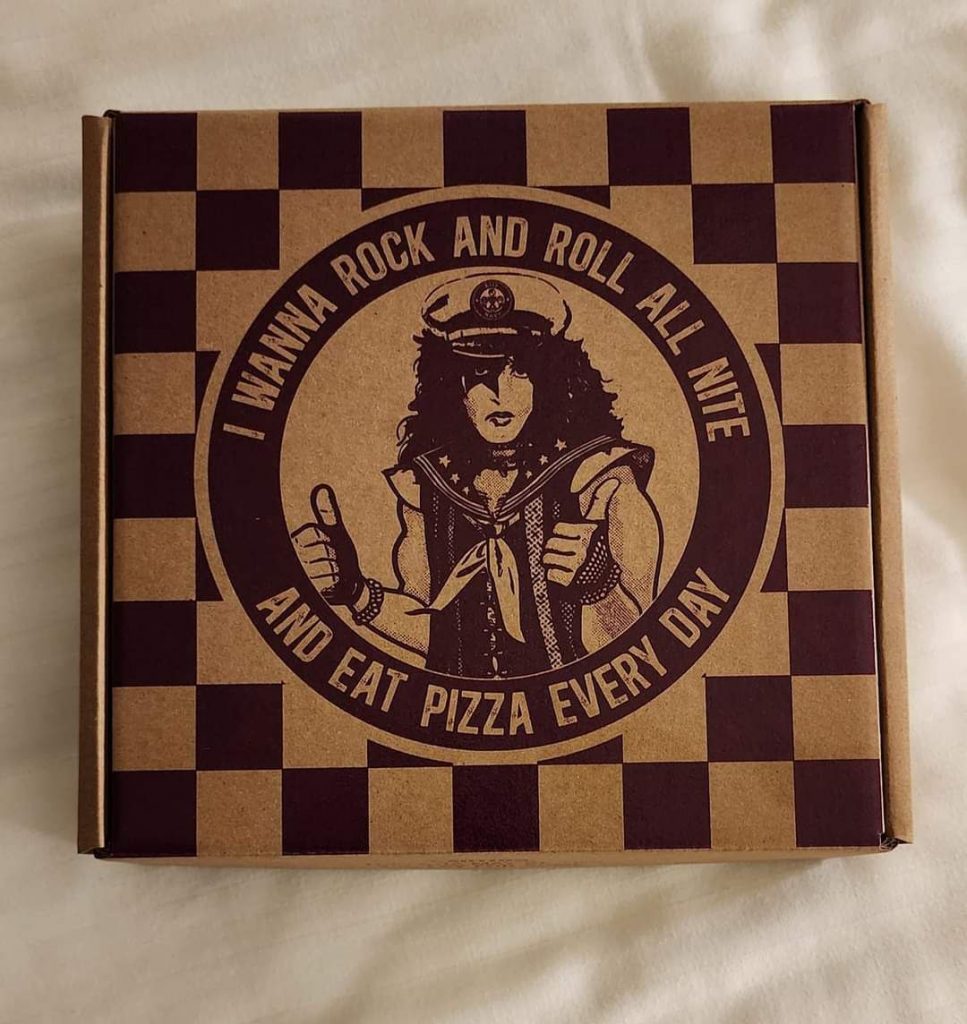 I WANNA ROCK AND ROLL ALL NITE
AND EAT PIZZA EVERY DAY